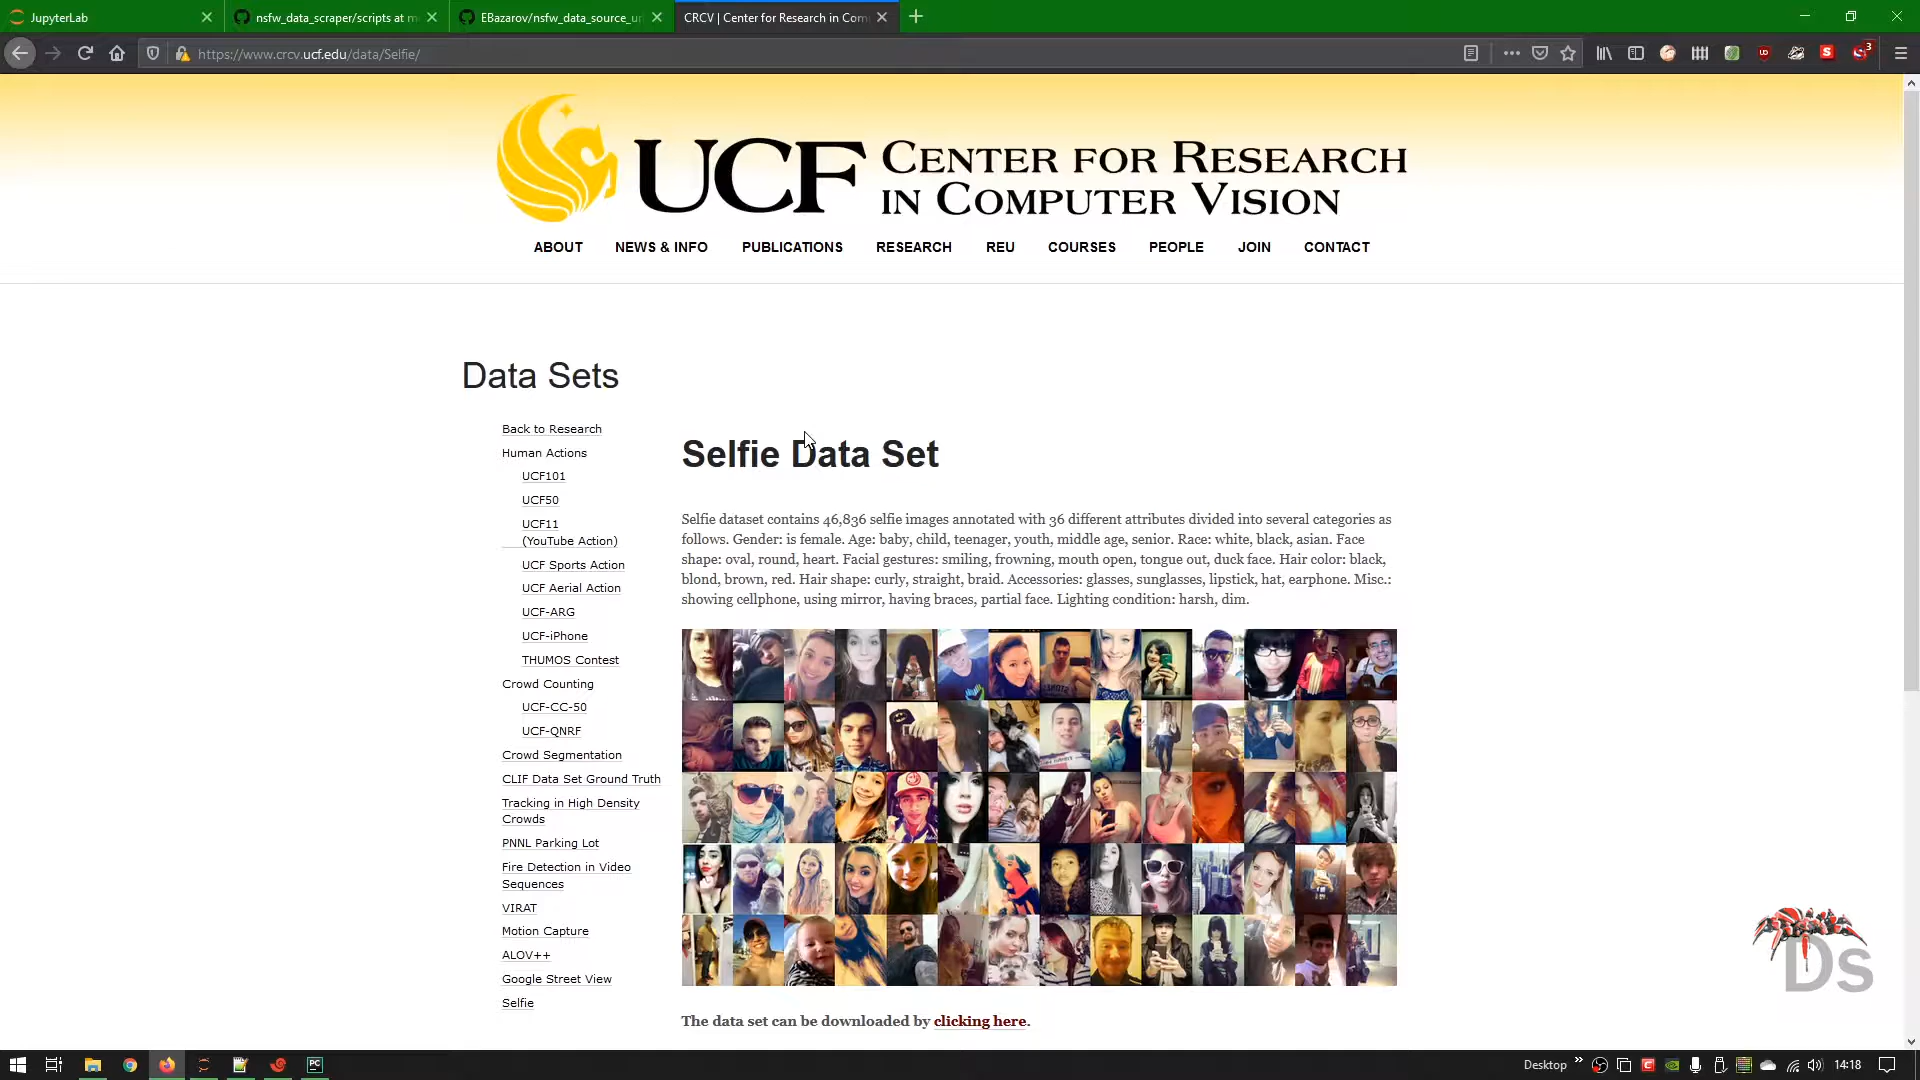 JupyterLab
nsfw_data_scraper/scripts at m
EBazarov/nsfw_data_source_ur
CRCV | Center for Research in Com
https://www.crcv.ucf.edu/data/Selfie/
3
UCF CENTER FOR RESEARCH
IN COMPUTER VISION
ABOUT NEWS & INFO PUBLICATIONS RESEARCH REU COURSES PEOPLE JOIN CONTACT
Data Sets
Back to Research
Human Actions
UCF101
UCF50
UCF11
(YouTube Action)
UCF Sports Action
UCF Aerial Action
UCF-ARG
UCF-iPhone
THUMOS Contest
Crowd Counting
UCF-CC-50
UCF-QNRF
Crowd Segmentation
CLIF Data Set Ground Truth
Tracking in High Density
Crowds
PNNL Parking Lot
Fire Detection in Video
Sequences
VIRAT
Motion Capture
ALOV++
Google Street View
Selfie
Selfie Data Set
Selfie dataset contains 46,836 selfie images annotated with 36 different attributes divided into several categories as
follows. Gender: is female. Age: baby, child, teenager, youth, middle age, senior. Race: white, black, asian. Face
shape: oval, round, heart. Facial gestures: smiling, frowning, mouth open, tongue out, duck face. Hair color: black,
blond, brown, red. Hair shape: curly, straight, braid. Accessories: glasses, sunglasses, lipstick, hat, earphone. Misc.:
showing cellphone, using mirror, having braces, partial face. Lighting condition: harsh, dim.
The data set can be downloaded by clicking here.
Ds
PC
Desktop
14:18